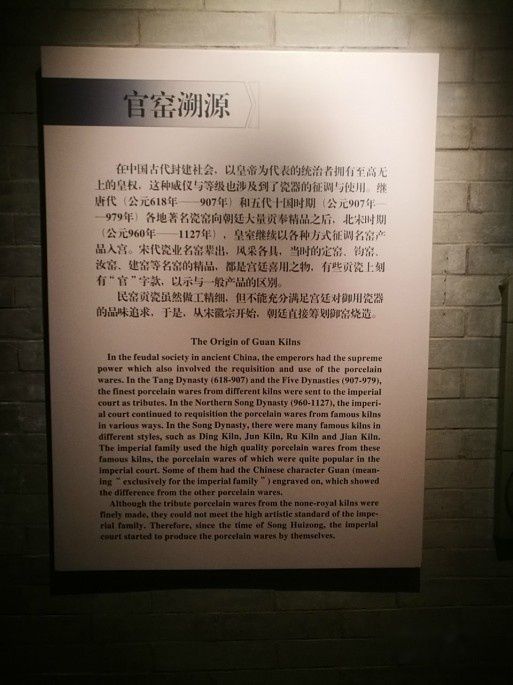 官窑溯源
在中国古代封建社会，以皇帝为代表的统治者拥有至高无
上的皇权，这种威仪与等级也涉及到了瓷器的征调与使用。继
唐代（公元618年——907年）和五代十国时期（公元907年—
—979年）各地著名瓷窑向朝廷大量贡奉精品之后，北宋时期
（公元960年——1127年），皇室继续以各种方式征调名窑产
品入宫。宋代瓷业名窑辈出，风采各具，当时的定窑、钧窑、
汝窑、建窑等名窑的精品，都是宫廷喜用之物，有些贡瓷上刻
有“官”字款，以示与一般产品的区别。
民窑贡瓷虽然做工精细，但不能充分满足宫廷对御用瓷器
的品味追求，于是，从宋徽宗开始，朝廷直接筹划御窑烧造。
The Origin of Guan Kilns
In the feudal society in ancient China, the emperors had the supreme
power which also involved the requisition and use of the porcelain
wares. In the Tang Dynasty (618-907) and the Five Dynasties (907-979),
the finest porcelain wares from different kilns were sent to the imperial
court as tributes. In the Northern Song Dynasty (960-1127), the imperi-
al court continued to requisition the porcelain wares from famous kilns
in various ways. In the Song Dynasty, there were many famous kilns in
different styles, such as Ding Kiln, Jun Kiln, Ru Kiln and Jian Kiln.
The imperial family used the high quality porcelain wares from these
famous kilns, the porcelain wares of which were quite popular in the
imperial court. Some of them had the Chinese character Guan (mean-
ing “ exclusively for the imperial family ” ) engraved on, which showed
the difference from the other porcelain wares.
Although the tribute porcelain wares from the none-royal kilns were
finely made, they could not meet the high artistic standard of the impe-
rial family. Therefore, since the time of Song Huizong, the imperial
court started to produce the porcelain wares by themselves.